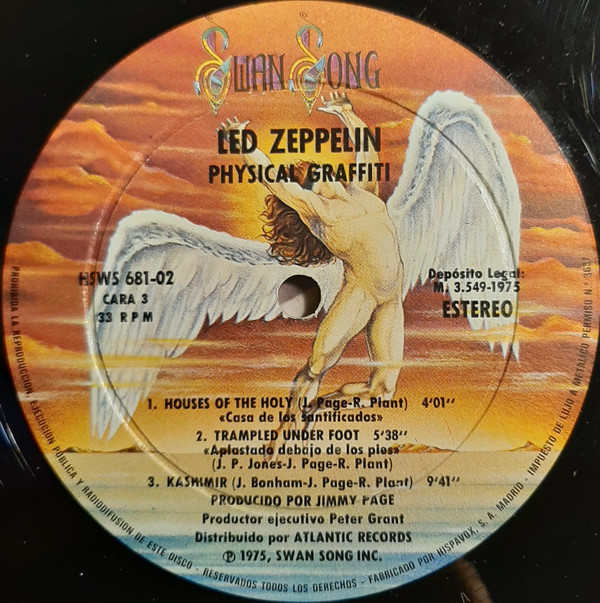 SWAN SONG
LED ZEPPELIN
PHYSICAL GRAFFITI
HSWS 681-02
CARA 3
33 RPM
Depósito Legal:
M. 3.549-1975
ESTEREO
1. HOUSES OF THE HOLY (J. Page-R. Plant) 4'01''
«Casa de los santificados»
2. TRAMPLED UNDER FOOT 5'38''
«Aplastado debajo de los pies»
(J. P. Jones-J. Page-R. Plant)
3. KASHIMIR (J. Bonham-J. Page-R. Plant) 9'41''
PRODUCIDO POR JIMMY PAGE
Productor ejecutivo Peter Grant
Distribuido por ATLANTIC RECORDS
℗ 1975, SWAN SONG INC.
PROHIBIDA LA REPRODUCCION, EJECUSION PÚBLICA Y RADIODIFUSION DE ESTE DISCO - RESERVADOS TODOS LOS DERECHOS - FABRICADO POR HISPAVOX, S. A. MADRID - IMPUESTO DE LUJO A METALICO PERMISO N.° 3637